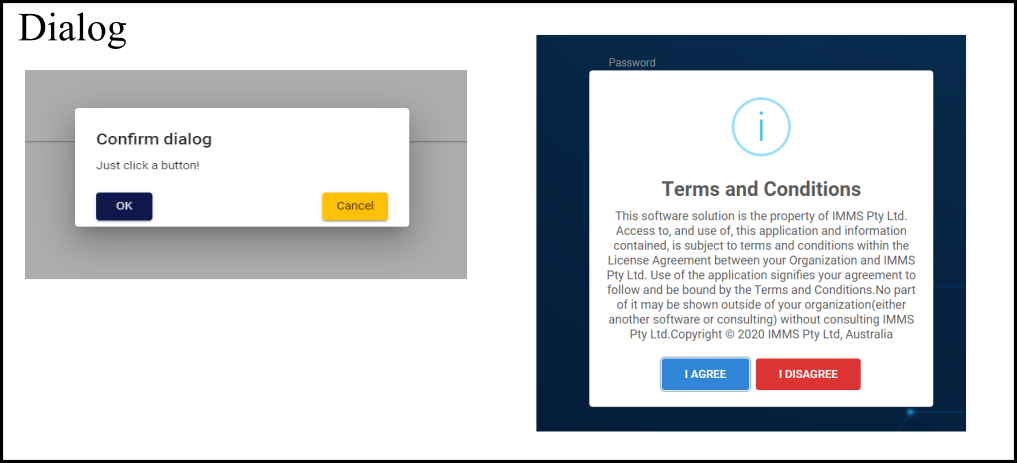 Dialog
Confirm dialog
Just click a button!
OK
Cancel
Password
i
Terms and Conditions
This software solution is the property of IMMS Pty Ltd.
Access to, and use of, this application and information
contained, is subject to terms and conditions within the
License Agreement between your Organization and IMMS
Pty Ltd. Use of the application signifies your agreement to
follow and be bound by the Terms and Conditions.No part
of it may be shown outside of your organization(either
another software or consulting) without consulting IMMS
Pty Ltd.Copyright © 2020 IMMS Pty Ltd, Australia
I AGREE
I DISAGREE